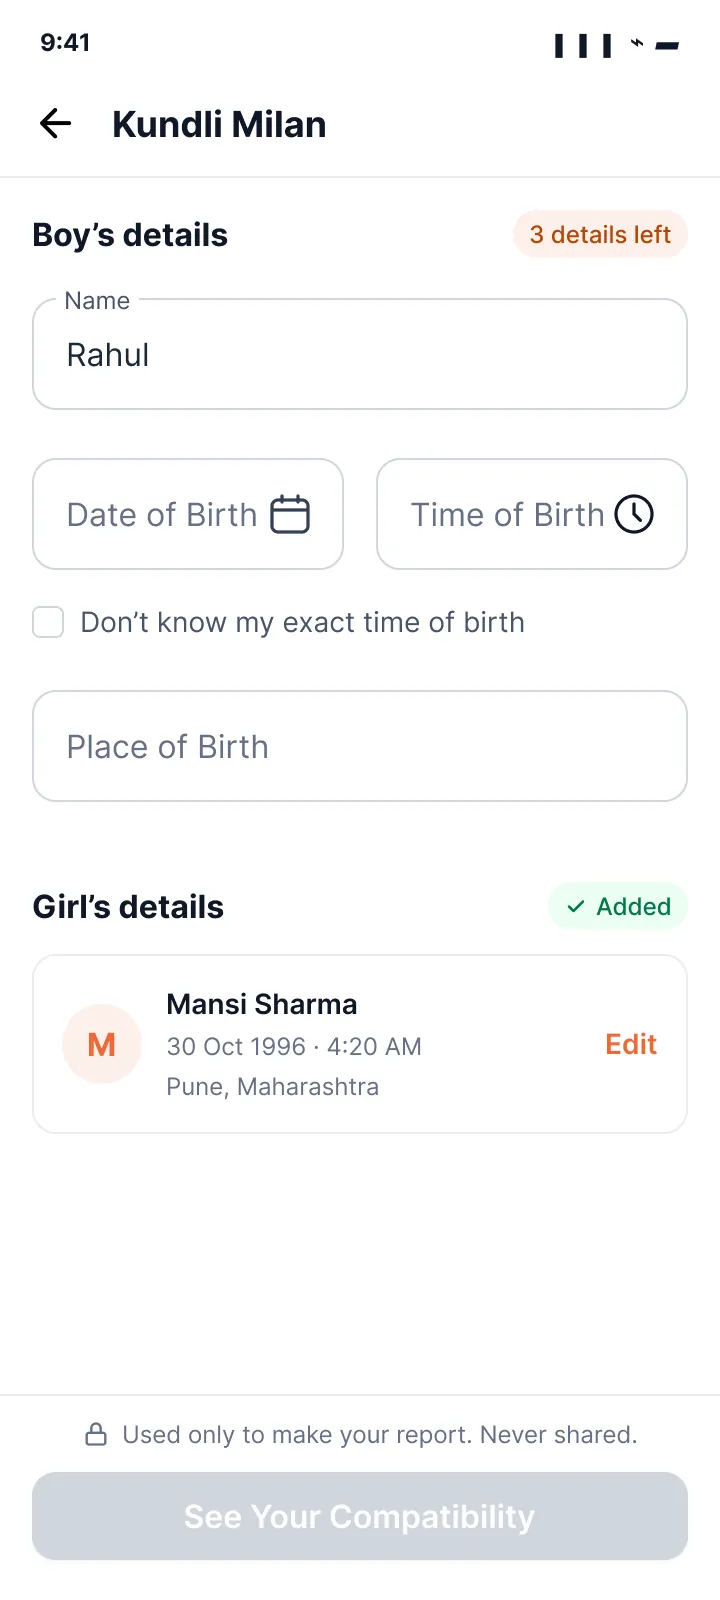 9:41
Kundli Milan
Boy’s details
3 details left
Name
Rahul
Date of Birth
Time of Birth
Don’t know my exact time of birth
Place of Birth
Girl’s details
Added
M
Mansi Sharma
30 Oct 1996 · 4:20 AM
Pune, Maharashtra
Edit
Used only to make your report. Never shared.
See Your Compatibility